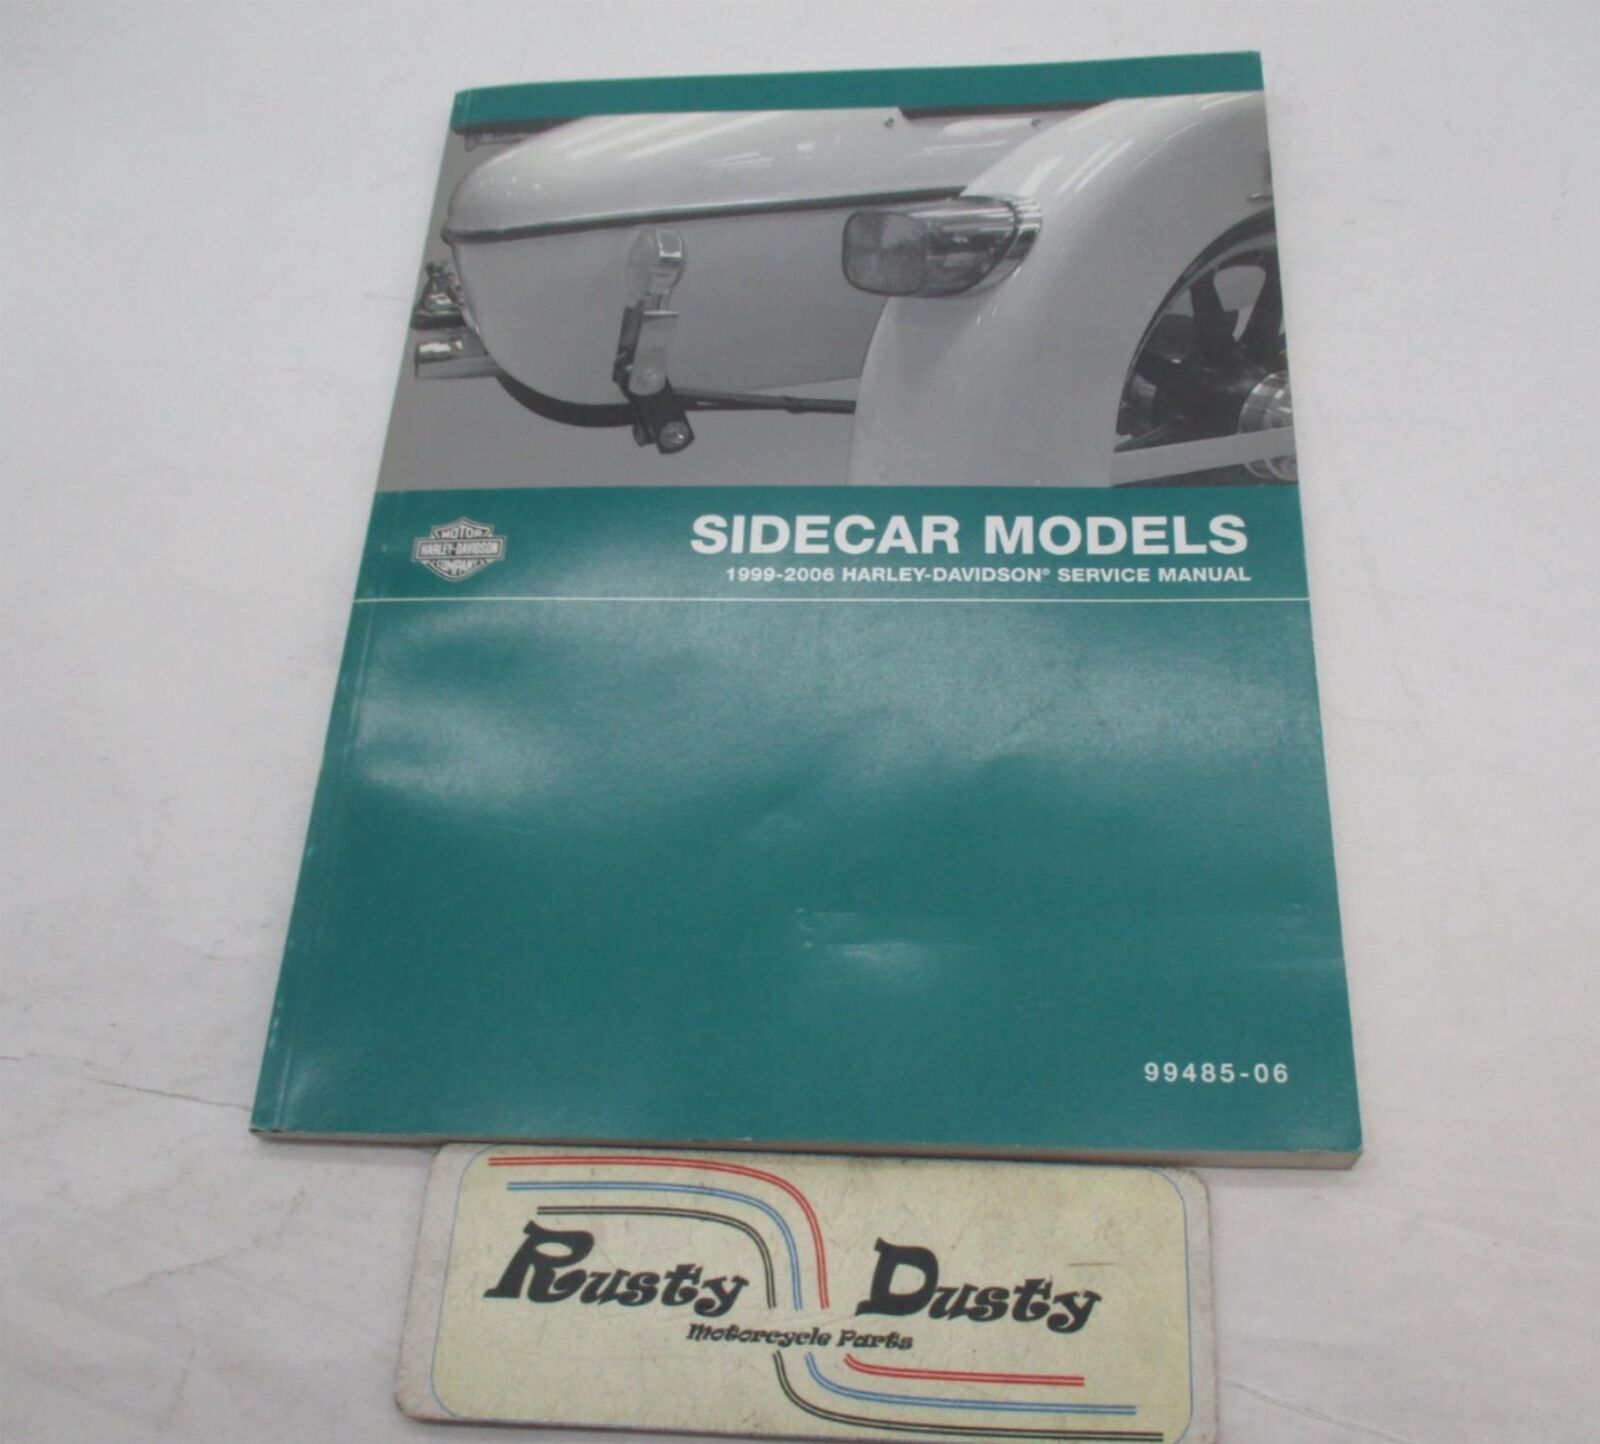 SIDECAR MODELS
MOTOR
HARLEY-DAVIDSON
COMPANY
1999-2006 HARLEY-DAVIDSON® SERVICE MANUAL
99485-06
Rusty Dusty
Motorcycle Parts